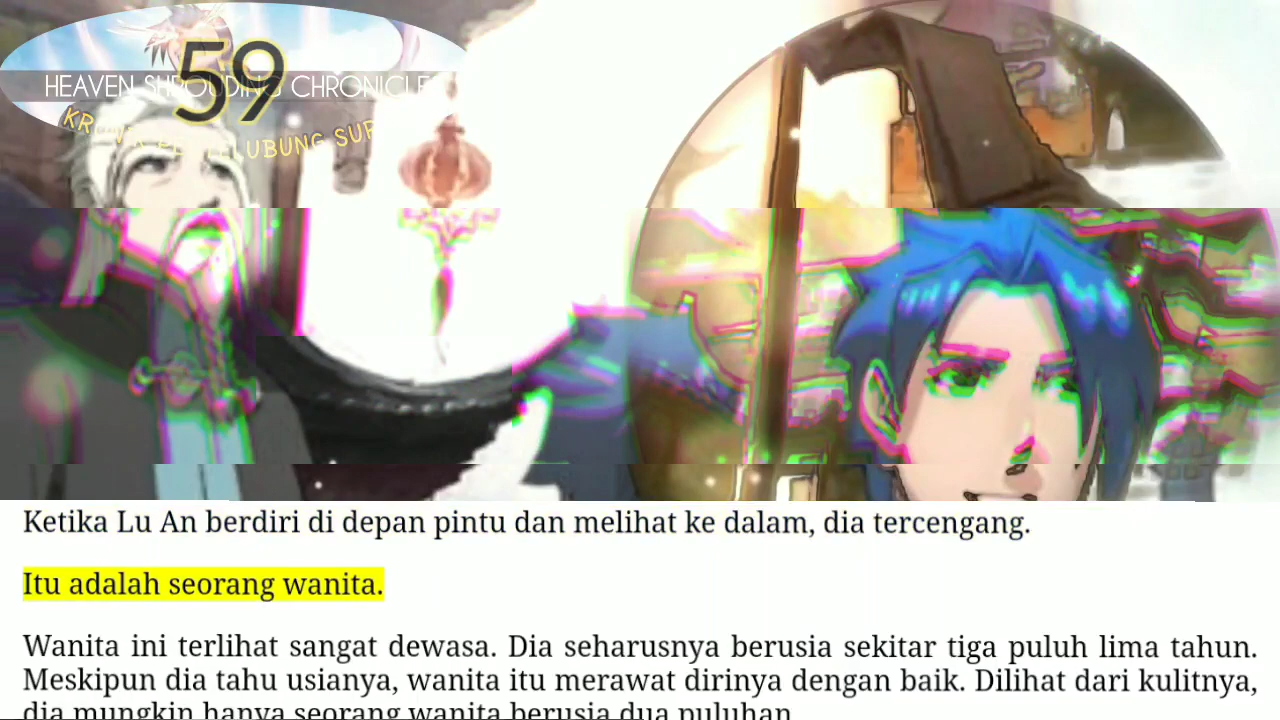 59
HEAVEN SHROUDING CHRONICLES
Ketika Lu An berdiri di depan pintu dan melihat ke dalam, dia tercengang.
Itu adalah seorang wanita.
Wanita ini terlihat sangat dewasa. Dia seharusnya berusia sekitar tiga puluh lima tahun.
Meskipun dia tahu usianya, wanita itu merawat dirinya dengan baik. Dilihat dari kulitnya,
dia mungkin hanya seorang wanita berusia dua puluhan.